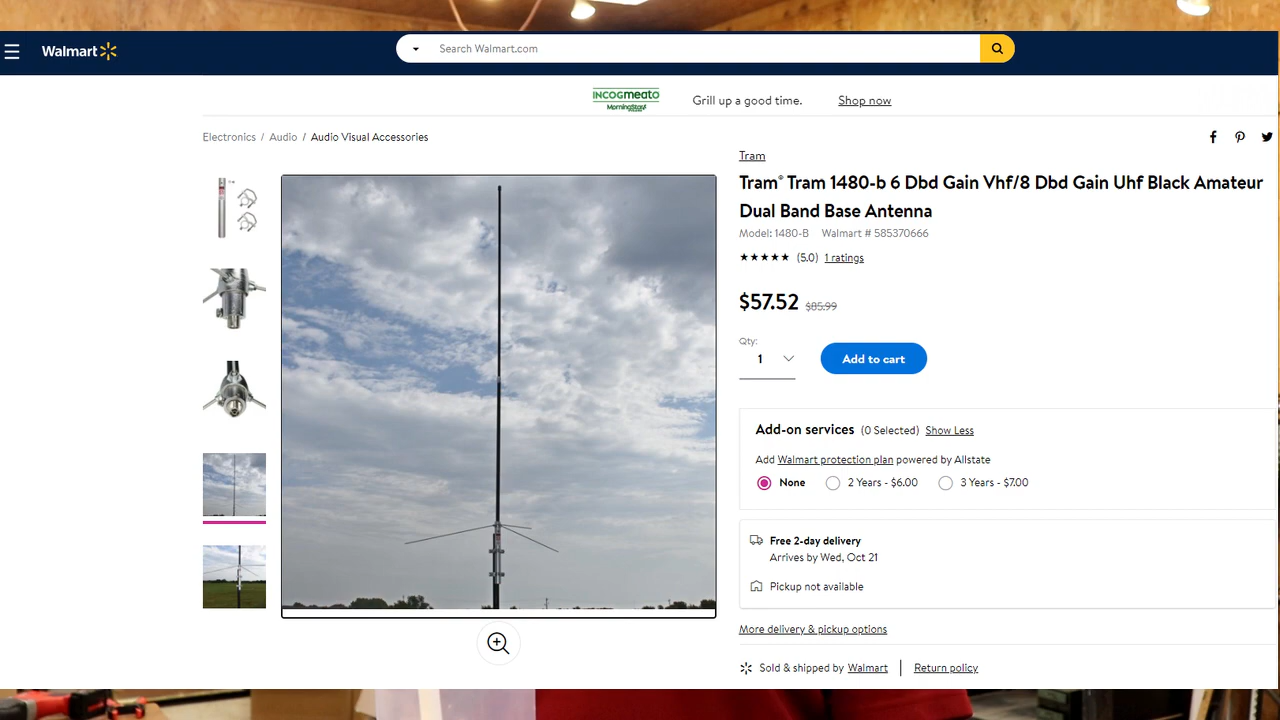 Walmart
Search Walmart.com
INCOGMEATO
MorningStar FARMS
Grill up a good time.
Shop now
Electronics / Audio / Audio Visual Accessories
Tram
Tram® Tram 1480-b 6 Dbd Gain Vhf/8 Dbd Gain Uhf Black Amateur
Dual Band Base Antenna
Model: 1480-B Walmart # 585370666
★★★★★ (5.0) 1 ratings
$57.52 $85.99
Qty:
1
Add to cart
Add-on services (0 Selected) Show Less
Add Walmart protection plan powered by Allstate
None 2 Years - $6.00 3 Years - $7.00
Free 2-day delivery
Arrives by Wed, Oct 21
Pickup not available
More delivery & pickup options
Sold & shipped by Walmart | Return policy